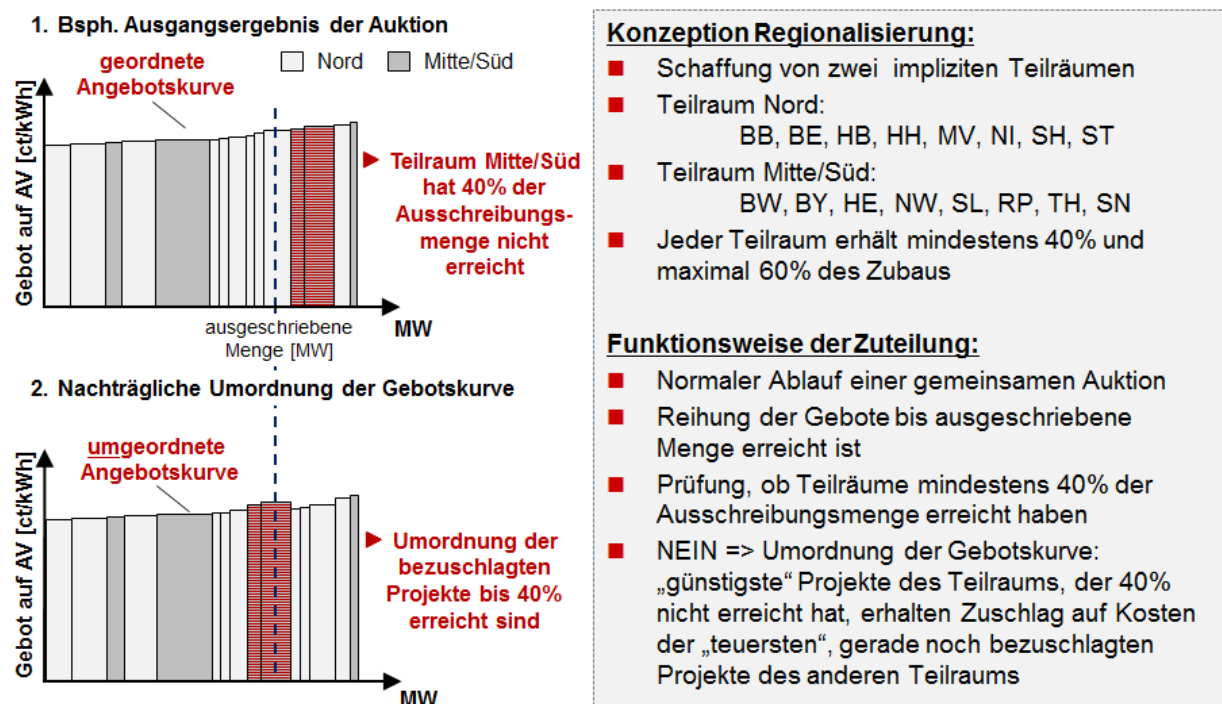 1. Bsph. Ausgangsergebnis der Auktion
geordnete
Angebotskurve
Nord
Mitte/Süd
Gebot auf AV [ct/kWh]
Teilraum Mitte/Süd
hat 40% der
Ausschreibungs-
menge nicht
erreicht
ausgeschriebene
Menge [MW]
MW
2. Nachträgliche Umordnung der Gebotskurve
umgeordnete
Angebotskurve
Gebot auf AV [ct/kWh]
Umordnung der
bezuschlagten
Projekte bis 40%
erreicht sind
MW
Konzeption Regionalisierung:
Schaffung von zwei impliziten Teilräumen
Teilraum Nord:
BB, BE, HB, HH, MV, NI, SH, ST
Teilraum Mitte/Süd:
BW, BY, HE, NW, SL, RP, TH, SN
Jeder Teilraum erhält mindestens 40% und
maximal 60% des Zubaus
Funktionsweise der Zuteilung:
Normaler Ablauf einer gemeinsamen Auktion
Reihung der Gebote bis ausgeschriebene
Menge erreicht ist
Prüfung, ob Teilräume mindestens 40% der
Ausschreibungsmenge erreicht haben
NEIN => Umordnung der Gebotskurve:
„günstigste“ Projekte des Teilraums, der 40%
nicht erreicht hat, erhalten Zuschlag auf Kosten
der „teuersten“, gerade noch bezuschlagten
Projekte des anderen Teilraums